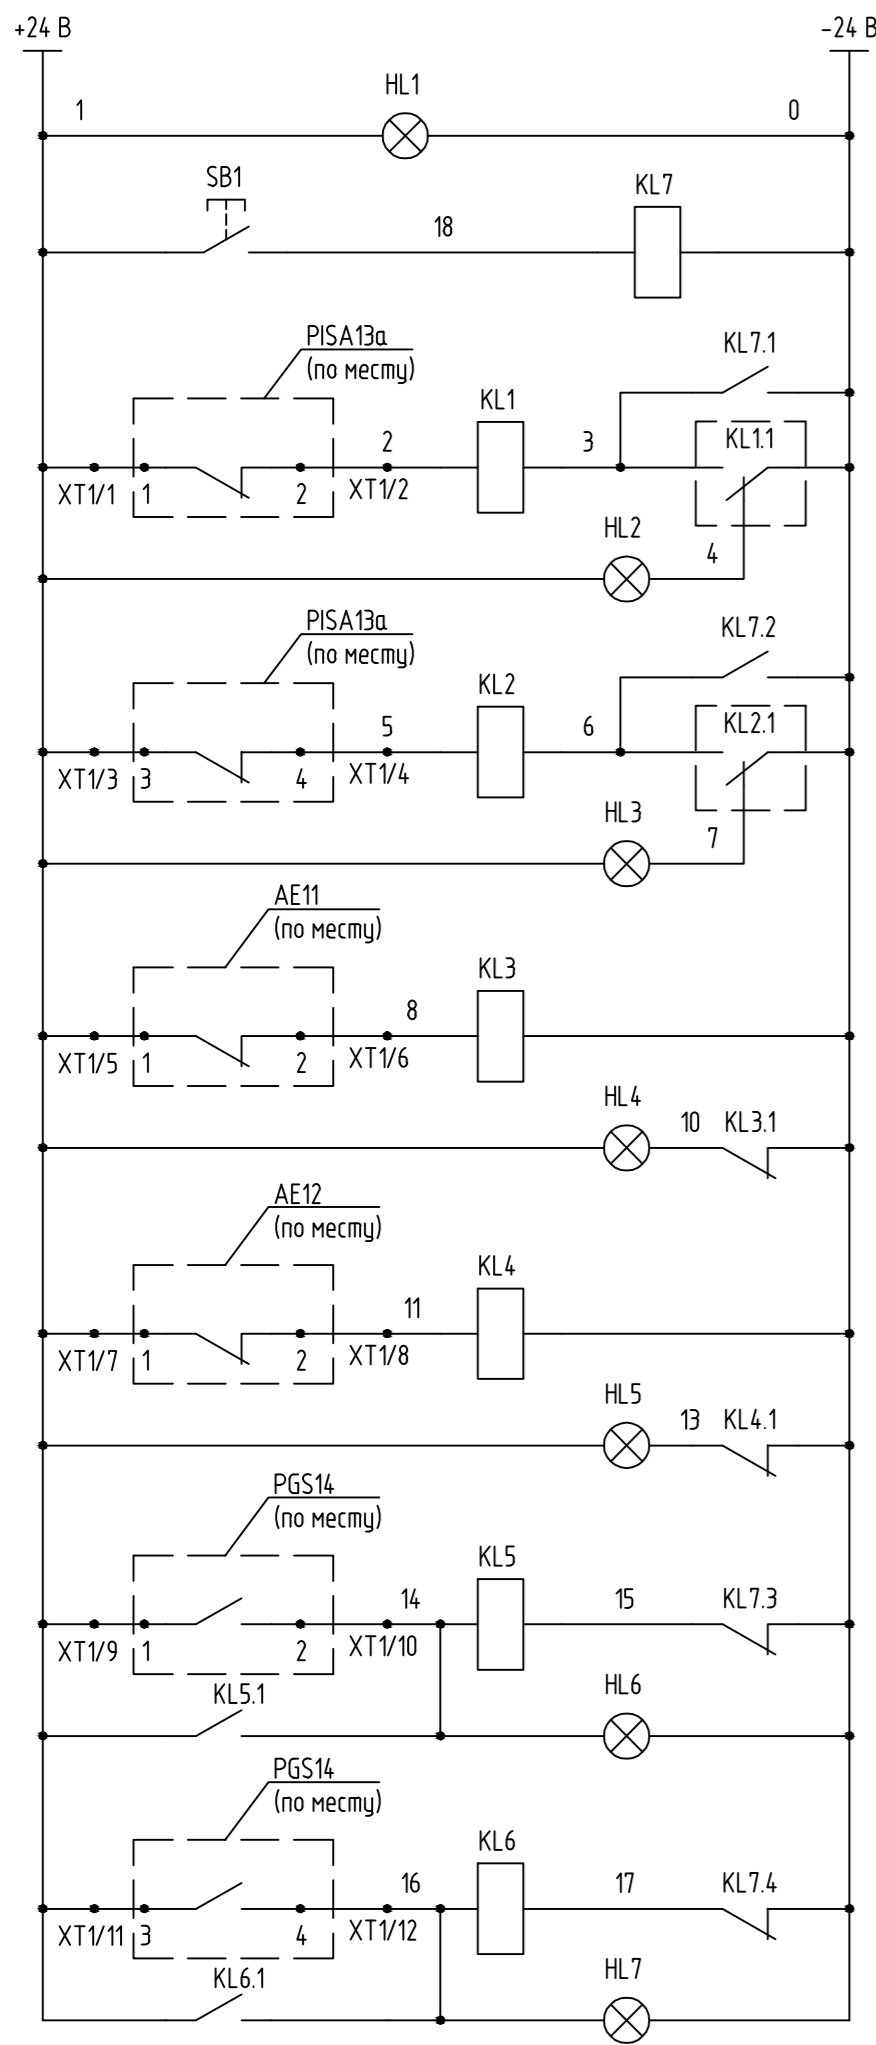 +24 В
-24 В
HL1
1
0
SB1
18
KL7
PISA13а
(по месту)
KL7.1
KL1
2
3
KL1.1
XT1/1
1
2
XT1/2
HL2
4
PISA13а
(по месту)
KL7.2
KL2
5
6
KL2.1
XT1/3
3
4
XT1/4
HL3
7
AE11
(по месту)
KL3
8
XT1/5
1
2
XT1/6
HL4
10
KL3.1
AE12
(по месту)
KL4
11
XT1/7
1
2
XT1/8
HL5
13
KL4.1
PGS14
(по месту)
KL5
14
15
KL7.3
XT1/9
1
2
XT1/10
KL5.1
HL6
PGS14
(по месту)
KL6
16
17
KL7.4
XT1/11
3
4
XT1/12
KL6.1
HL7